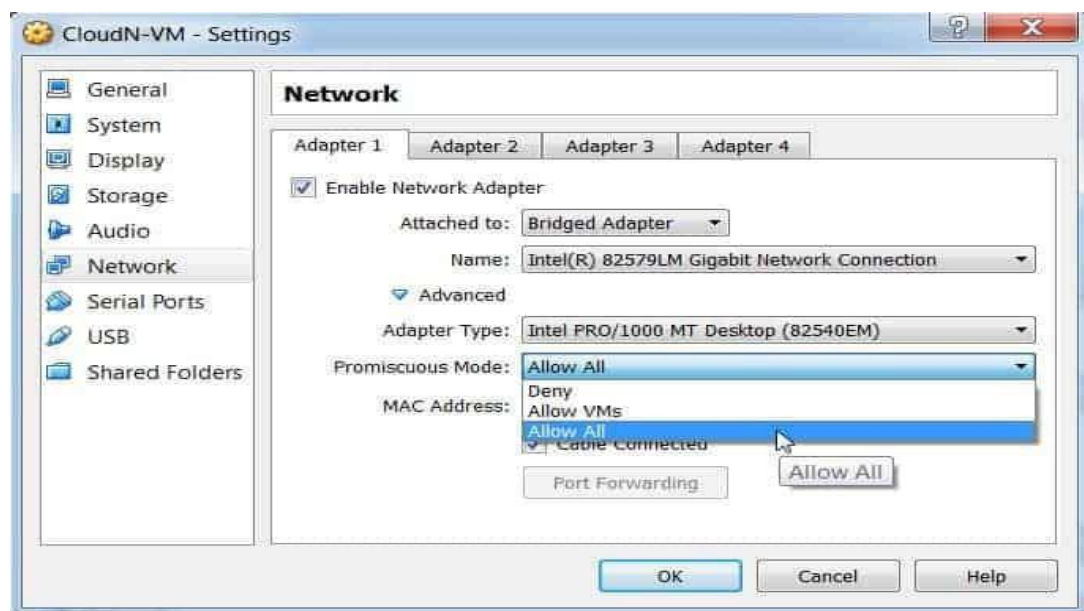 CloudN-VM - Settings
General
System
Display
Storage
Audio
Network
Serial Ports
USB
Shared Folders
Network
Adapter 1 Adapter 2 Adapter 3 Adapter 4
Enable Network Adapter
Attached to: Bridged Adapter
Name: Intel(R) 82579LM Gigabit Network Connection
Advanced
Adapter Type: Intel PRO/1000 MT Desktop (82540EM)
Promiscuous Mode: Allow All
Deny
MAC Address: Allow VMs
Allow All
Cable Connected
Allow All
Port Forwarding
OK Cancel Help